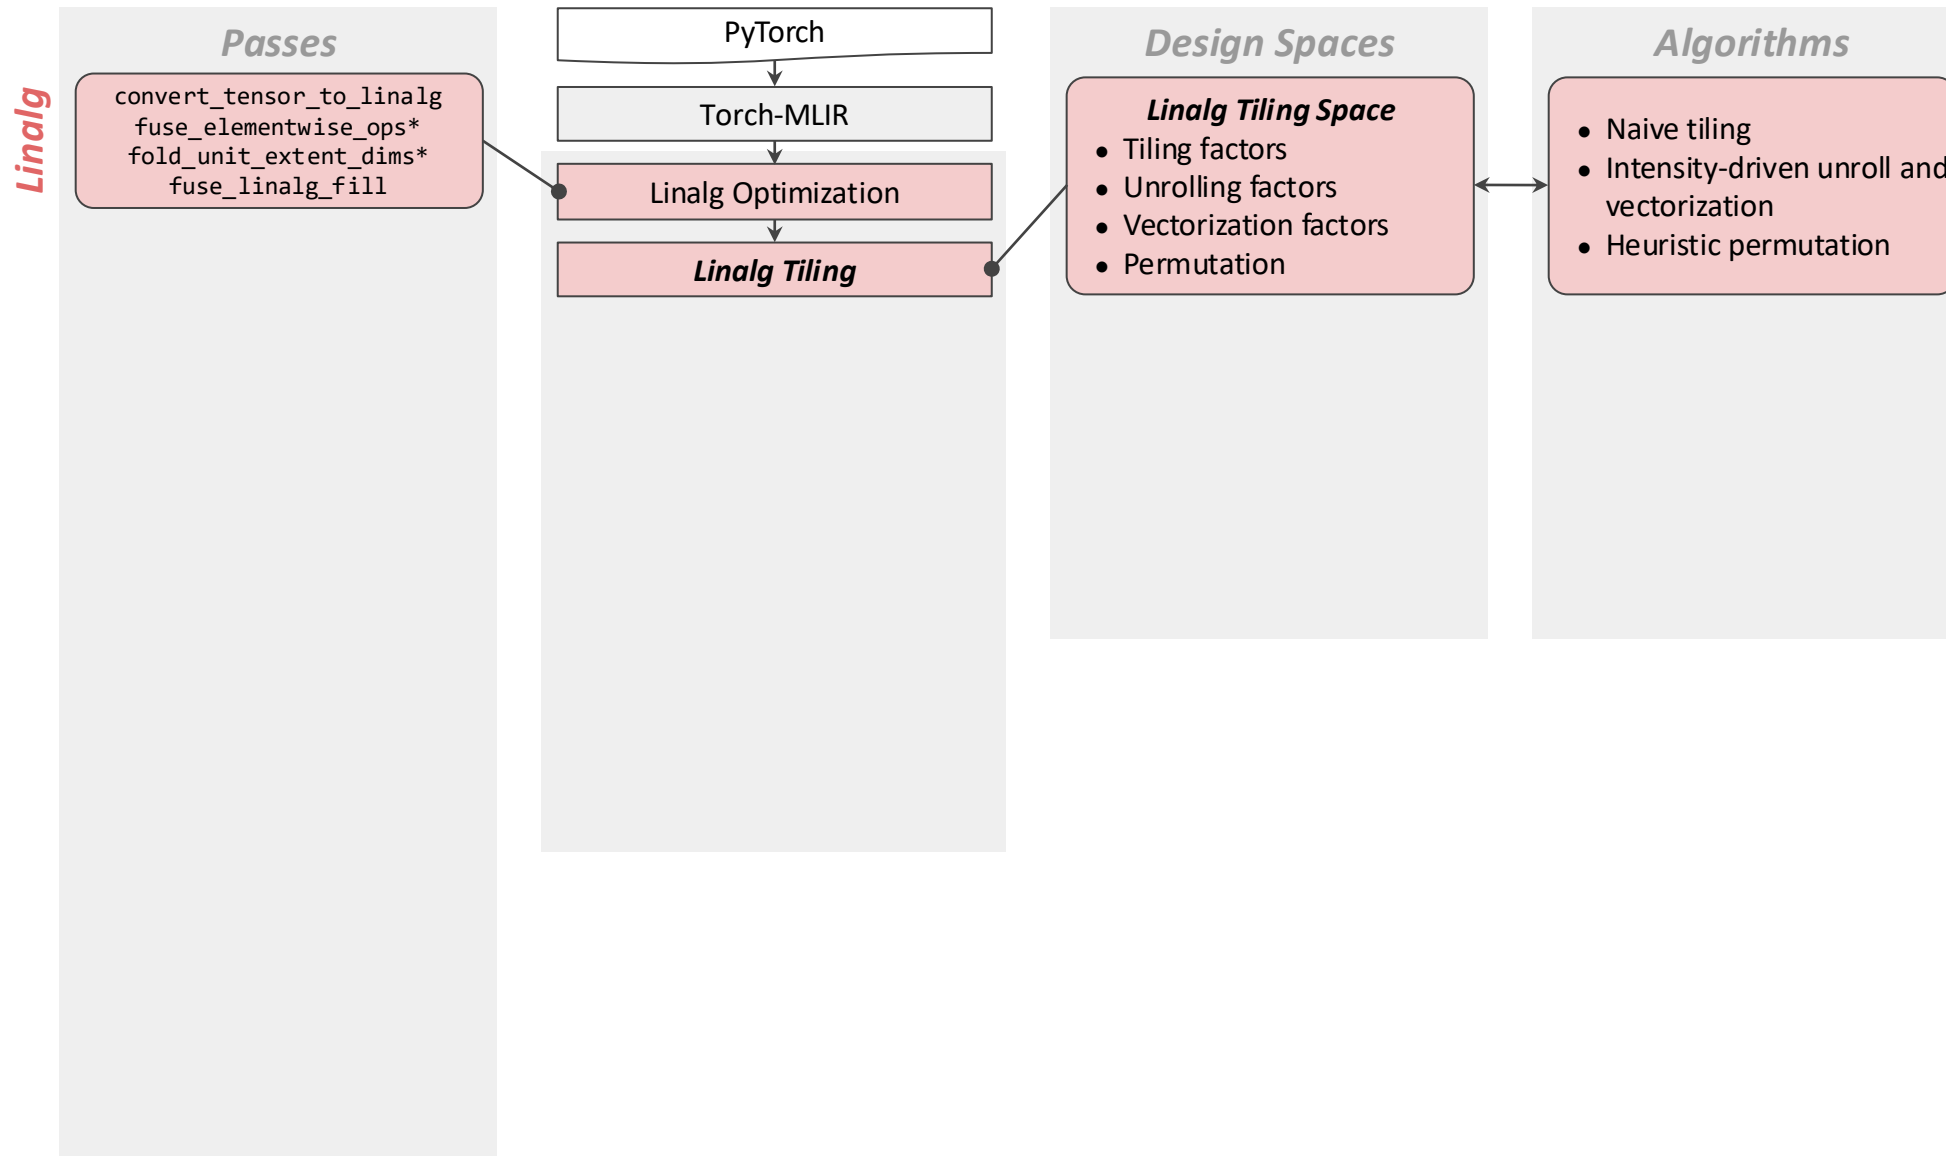 Linalg
Passes
convert_tensor_to_linalg
fuse_elementwise_ops*
fold_unit_extent_dims*
fuse_linalg_fill
PyTorch
Torch-MLIR
Linalg Optimization
Linalg Tiling
Design Spaces
Linalg Tiling Space
● Tiling factors
● Unrolling factors
● Vectorization factors
● Permutation
Algorithms
● Naive tiling
● Intensity-driven unroll and
vectorization
● Heuristic permutation